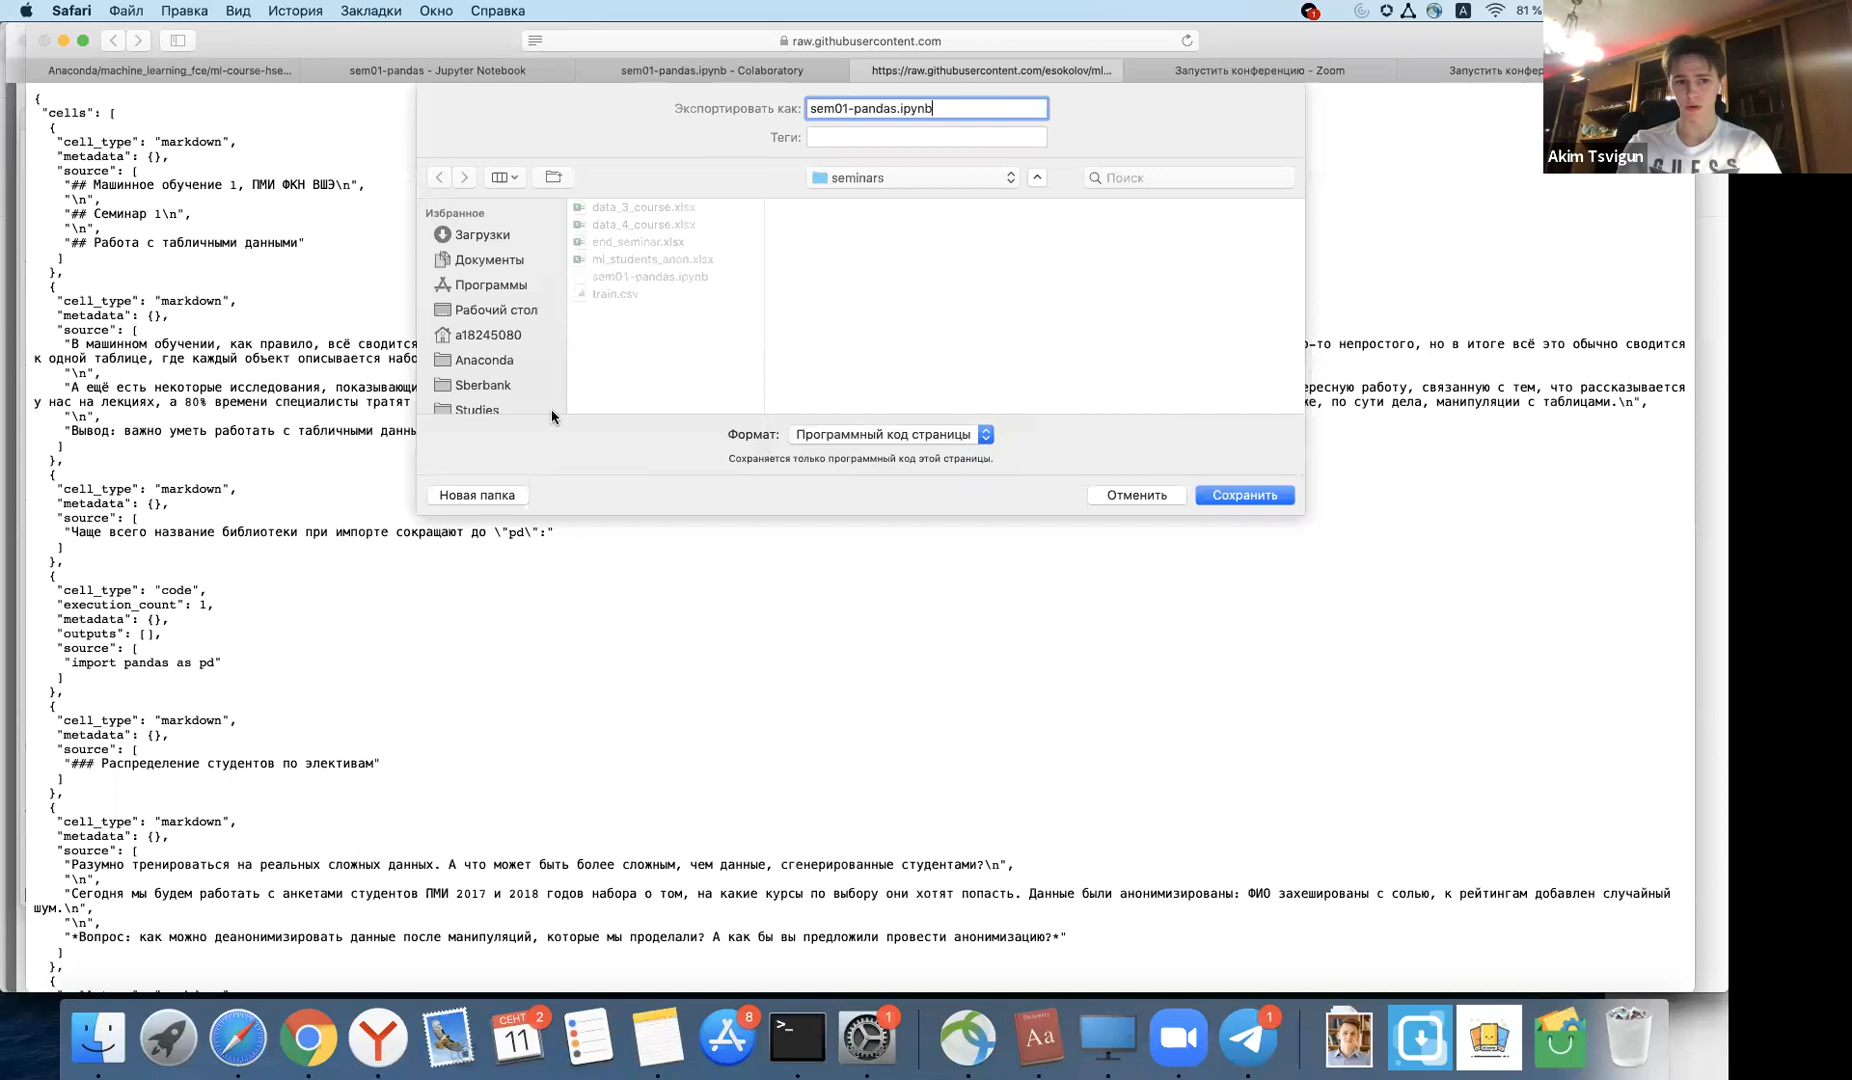 Safari Файл Правка Вид История Закладки Окно Справка
1 A 81 %
raw.githubusercontent.com
Anaconda/machine_learning_fce/ml-course-hse... sem01-pandas - Jupyter Notebook sem01-pandas.ipynb - Colaboratory https://raw.githubusercontent.com/esokolov/ml... Запустить конференцию - Zoom Запустить конфер
Экспортировать как: sem01-pandas.ipynb
Теги:
seminars
Поиск
Избранное
Загрузки
Документы
Программы
Рабочий стол
a18245080
Anaconda
Sberbank
Studies
data_3_course.xlsx
data_4_course.xlsx
end_seminar.xlsx
ml_students_anon.xlsx
sem01-pandas.ipynb
train.csv
Формат: Программный код страницы
Сохраняется только программный код этой страницы.
Новая папка Отменить Сохранить
Akim Tsvigun
GUESS
{
"cells": [
{
"cell_type": "markdown",
"metadata": {},
"source": [
"## Машинное обучение 1, ПМИ ФКН ВШЭ\n",
"\n",
"## Семинар 1\n",
"\n",
"## Работа с табличными данными"
]
},
{
"cell_type": "markdown",
"metadata": {},
"source": [
"В машинном обучении, как правило, всё сводится -то непростого, но в итоге всё это обычно сводится
к одной таблице, где каждый объект описывается набо
"\n",
"А ещё есть некоторые исследования, показывающи ересную работу, связанную с тем, что рассказывается
у нас на лекциях, а 80% времени специалисты тратят же, по сути дела, манипуляции с таблицами.\n",
"\n",
"Вывод: важно уметь работать с табличными данны
]
},
{
"cell_type": "markdown",
"metadata": {},
"source": [
"Чаще всего название библиотеки при импорте сокращают до \"pd\":"
]
},
{
"cell_type": "code",
"execution_count": 1,
"metadata": {},
"outputs": [],
"source": [
"import pandas as pd"
]
},
{
"cell_type": "markdown",
"metadata": {},
"source": [
"### Распределение студентов по элективам"
]
},
{
"cell_type": "markdown",
"metadata": {},
"source": [
"Разумно тренироваться на реальных сложных данных. А что может быть более сложным, чем данные, сгенерированные студентами?\n",
"\n",
"Сегодня мы будем работать с анкетами студентов ПМИ 2017 и 2018 годов набора о том, на какие курсы по выбору они хотят попасть. Данные были анонимизированы: ФИО захешированы с солью, к рейтингам добавлен случайный
шум.\n",
"\n",
"*Вопрос: как можно деанонимизировать данные после манипуляций, которые мы проделали? А как бы вы предложили провести анонимизацию?*"
]
},
{
СЕНТ
11 2 8 >_ 1 Aa 1